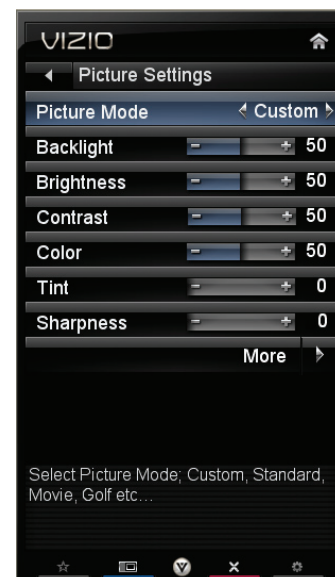 VIZIO
Picture Settings
Picture Mode Custom
Backlight - + 50
Brightness - + 50
Contrast - + 50
Color - + 50
Tint - + 0
Sharpness - + 0
More
Select Picture Mode; Custom, Standard,
Movie, Golf etc...
V
X